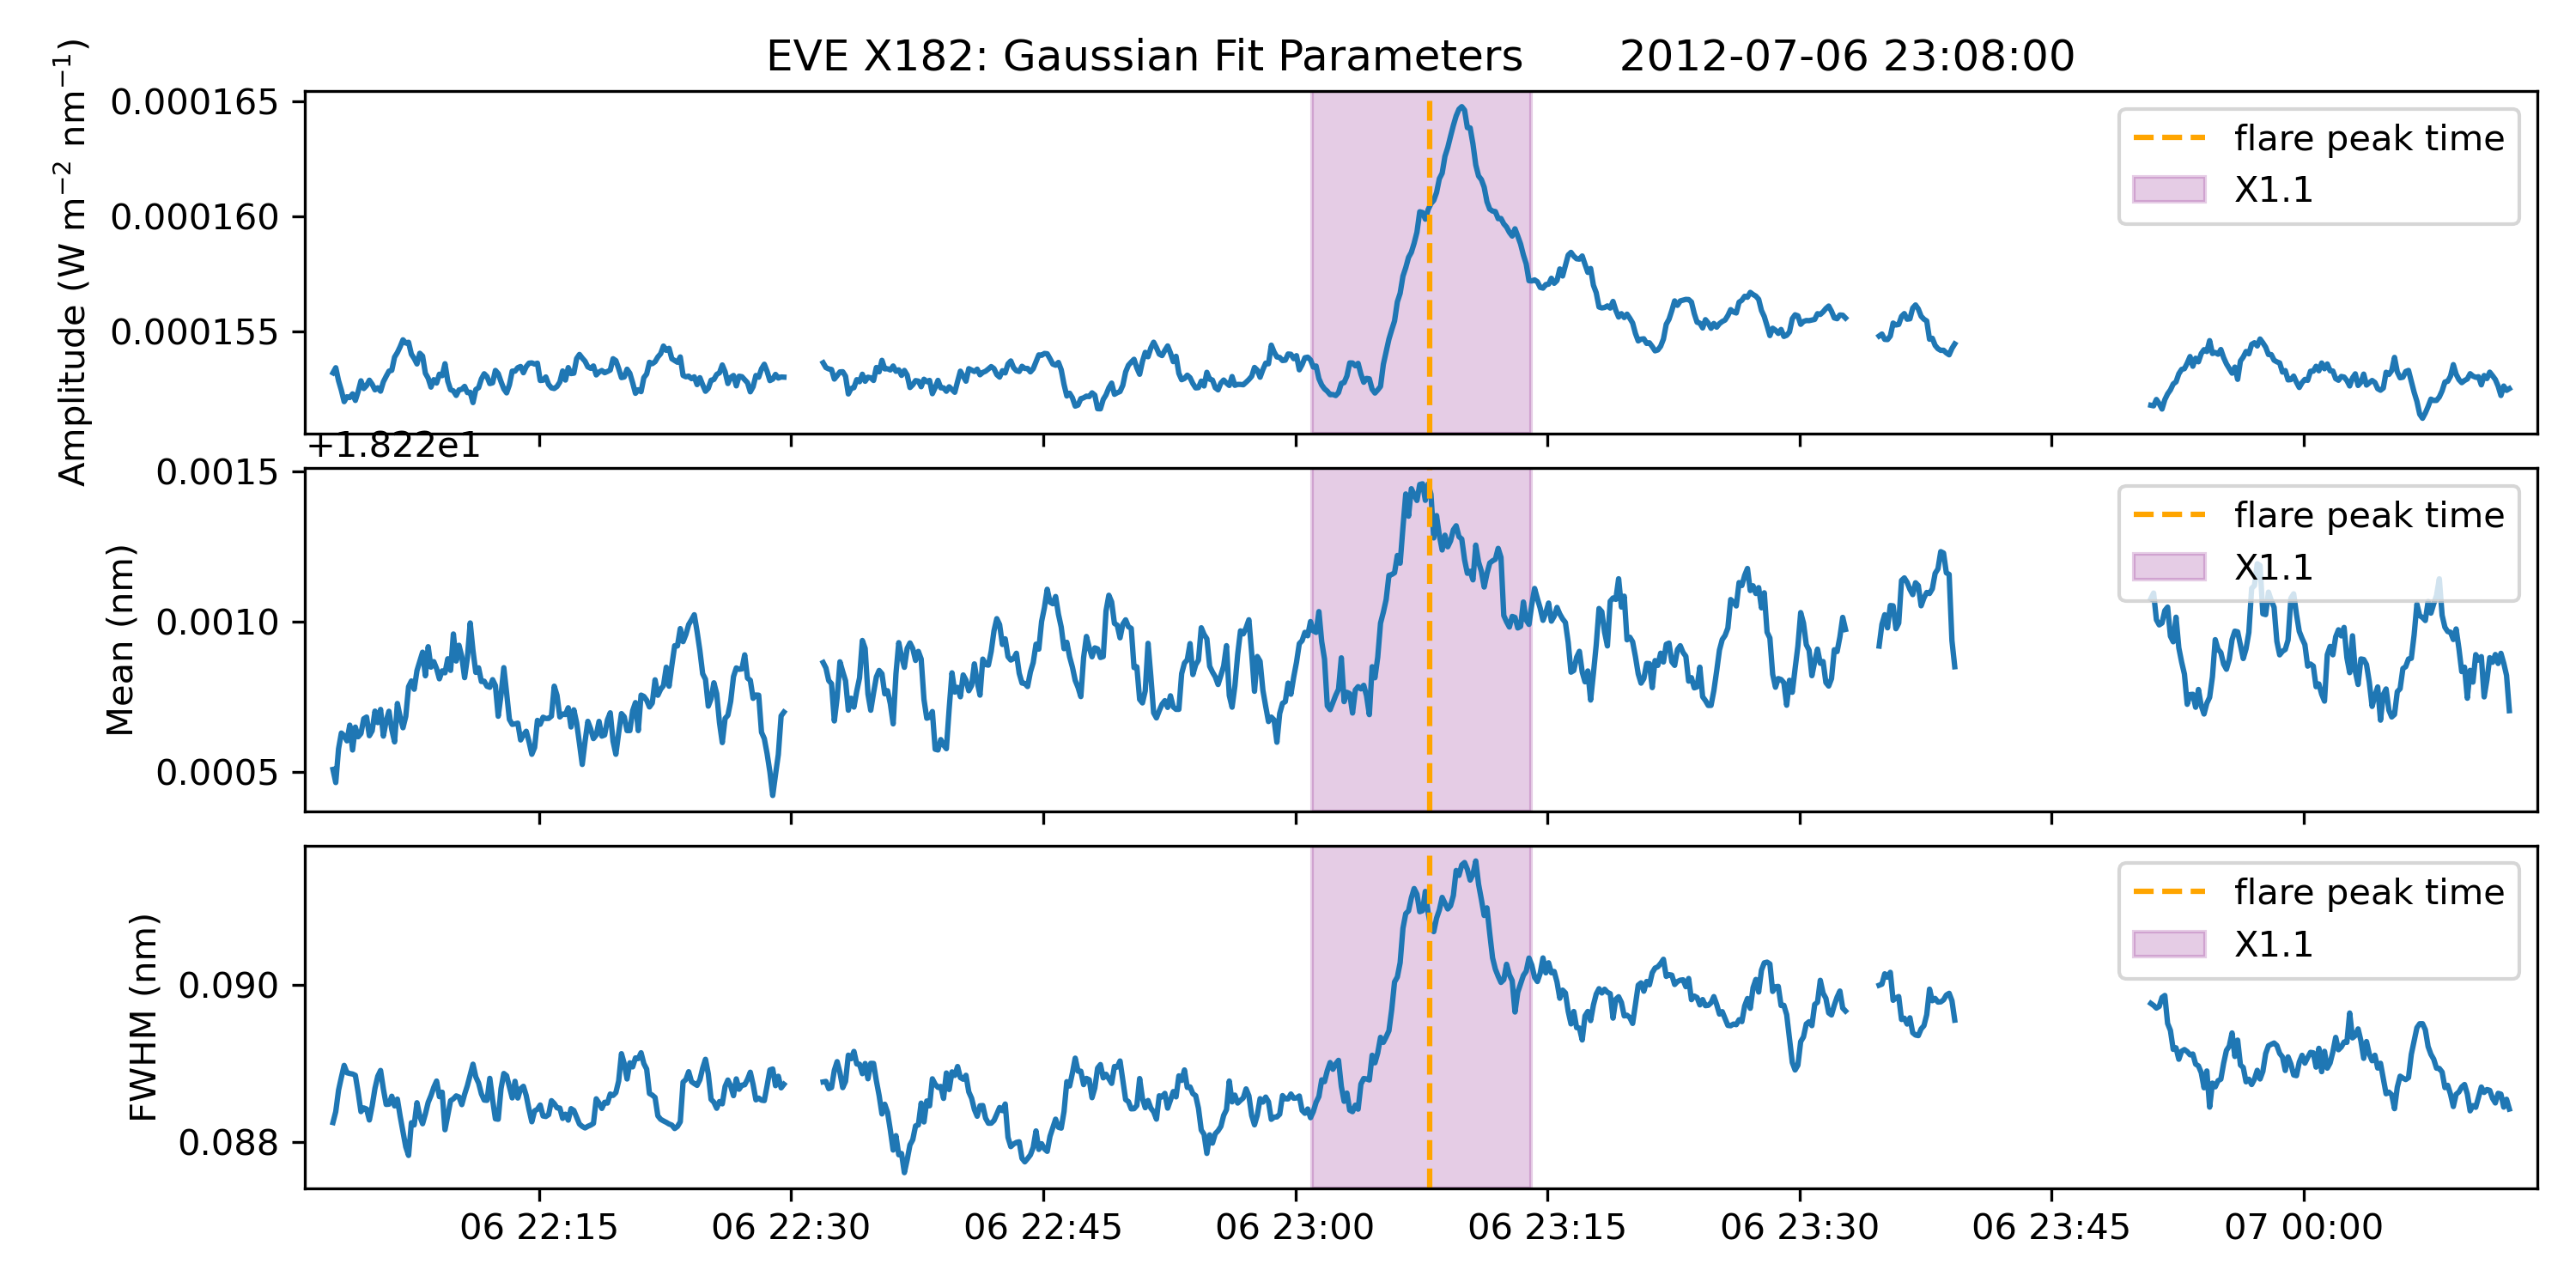 EVE X182: Gaussian Fit Parameters 2012-07-06 23:08:00
Amplitude (W m⁻² nm⁻¹)
0.000165
0.000160
0.000155
flare peak time
X1.1
+1.822e1
Mean (nm)
0.0015
0.0010
0.0005
flare peak time
X1.1
FWHM (nm)
0.090
0.088
flare peak time
X1.1
06 22:15 06 22:30 06 22:45 06 23:00 06 23:15 06 23:30 06 23:45 07 00:00